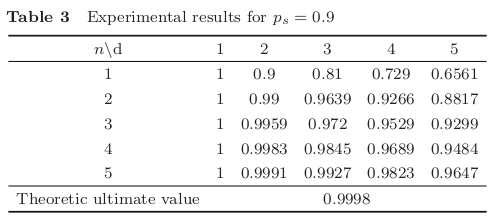 Table 3 Experimental results for pₛ = 0.9
n\d 1 2 3 4 5
1 1 0.9 0.81 0.729 0.6561
2 1 0.99 0.9639 0.9266 0.8817
3 1 0.9959 0.972 0.9529 0.9299
4 1 0.9983 0.9845 0.9689 0.9484
5 1 0.9991 0.9927 0.9823 0.9647
Theoretic ultimate value 0.9998